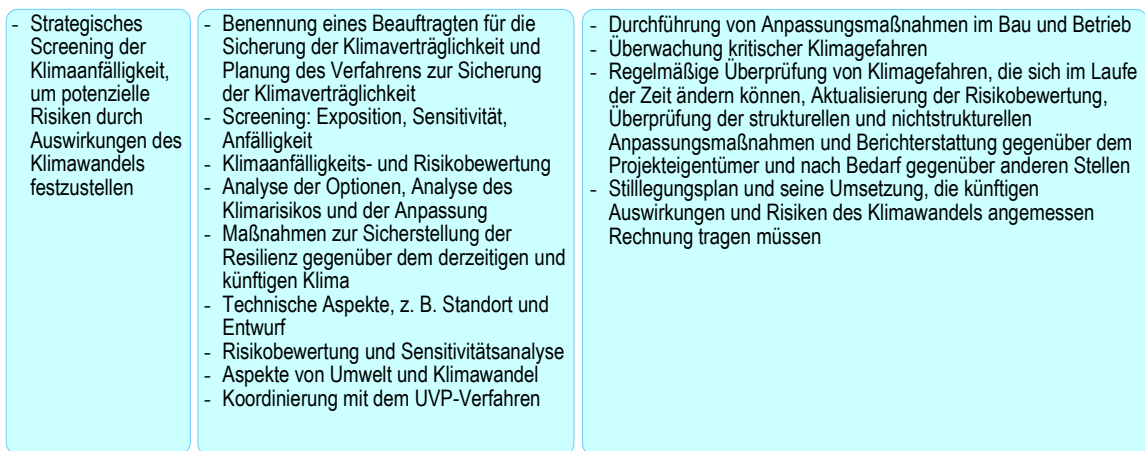 - Strategisches
Screening der
Klimaanfälligkeit,
um potenzielle
Risiken durch
Auswirkungen des
Klimawandels
festzustellen
- Benennung eines Beauftragten für die
Sicherung der Klimaverträglichkeit und
Planung des Verfahrens zur Sicherung
der Klimaverträglichkeit
- Screening: Exposition, Sensitivität,
Anfälligkeit
- Klimaanfälligkeits- und Risikobewertung
- Analyse der Optionen, Analyse des
Klimarisikos und der Anpassung
- Maßnahmen zur Sicherstellung der
Resilienz gegenüber dem derzeitigen und
künftigen Klima
- Technische Aspekte, z. B. Standort und
Entwurf
- Risikobewertung und Sensitivitätsanalyse
- Aspekte von Umwelt und Klimawandel
- Koordinierung mit dem UVP-Verfahren
- Durchführung von Anpassungsmaßnahmen im Bau und Betrieb
- Überwachung kritischer Klimagefahren
- Regelmäßige Überprüfung von Klimagefahren, die sich im Laufe
der Zeit ändern können, Aktualisierung der Risikobewertung,
Überprüfung der strukturellen und nichtstrukturellen
Anpassungsmaßnahmen und Berichterstattung gegenüber dem
Projekteigentümer und nach Bedarf gegenüber anderen Stellen
- Stilllegungsplan und seine Umsetzung, die künftigen
Auswirkungen und Risiken des Klimawandels angemessen
Rechnung tragen müssen